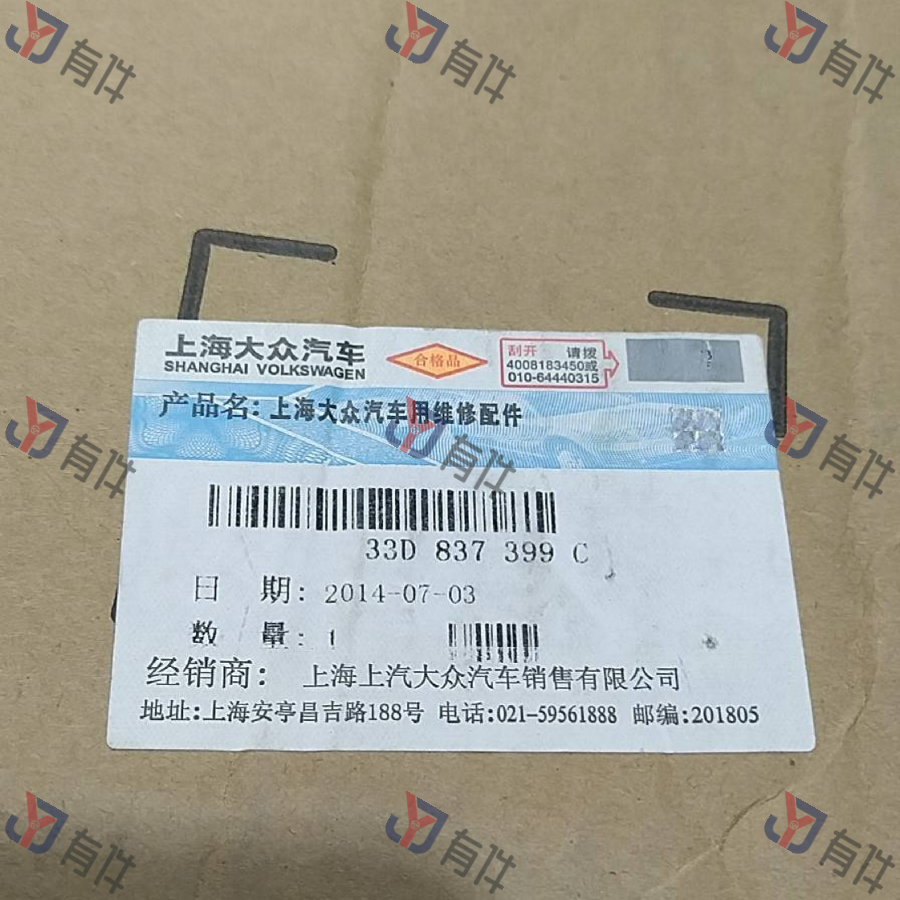 上海大众汽车
SHANGHAI VOLKSWAGEN
合格品
刮开 请拨
4008183450或
010-64440315
产品名: 上海大众汽车用维修配件
33D 837 399 C
日 期: 2014-07-03
数 量: 1
经销商: 上海上汽大众汽车销售有限公司
地址:上海安亭昌吉路188号 电话:021-59561888 邮编:201805
有件
有件
有件
有件
有件
有件
有件
有件
有件